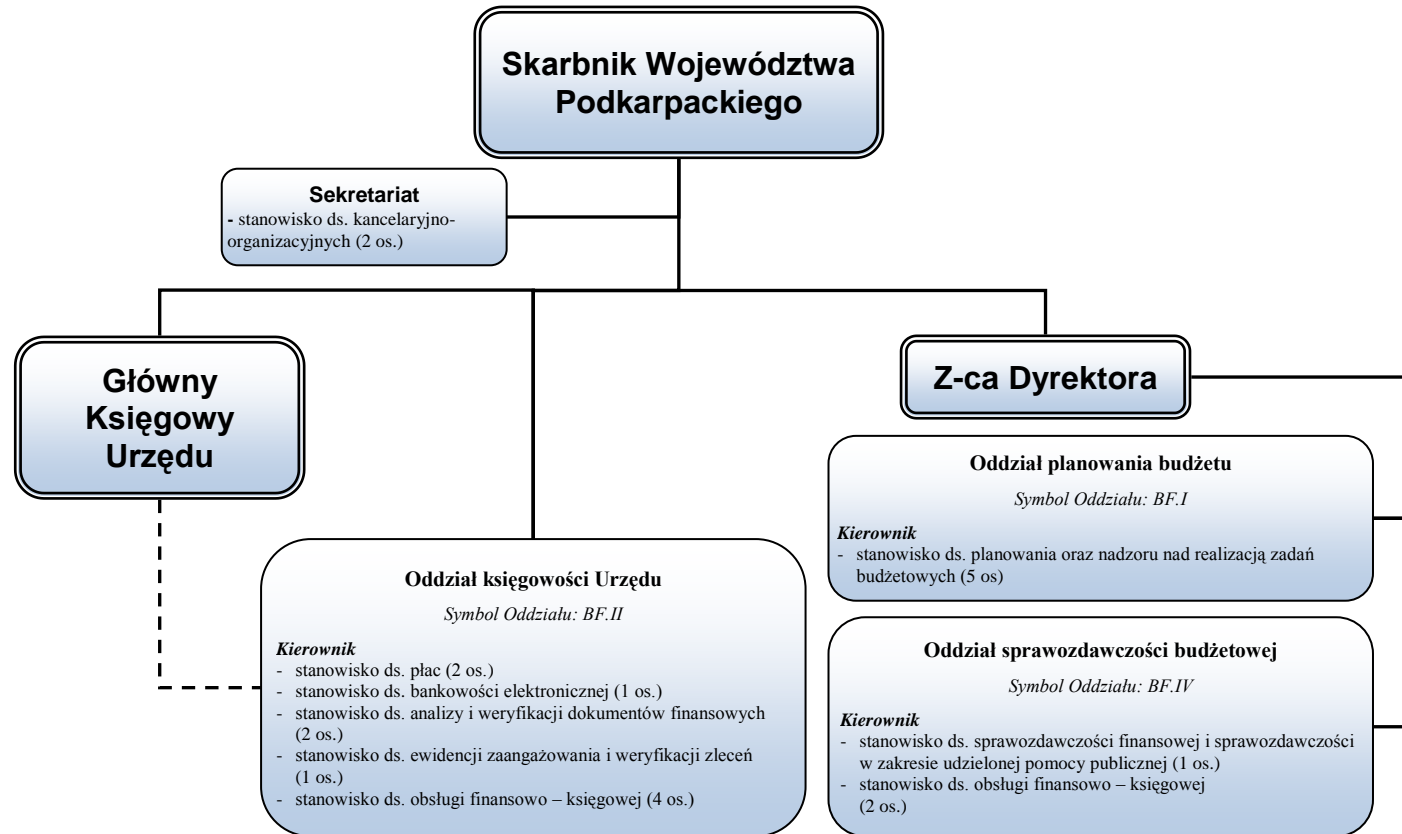 Skarbnik Województwa
Podkarpackiego
Sekretariat
- stanowisko ds. kancelaryjno-
organizacyjnych (2 os.)
Główny
Księgowy
Urzędu
Z-ca Dyrektora
Oddział planowania budżetu
Symbol Oddziału: BF.I
Kierownik
- stanowisko ds. planowania oraz nadzoru nad realizacją zadań
budżetowych (5 os)
Oddział księgowości Urzędu
Symbol Oddziału: BF.II
Kierownik
- stanowisko ds. płac (2 os.)
- stanowisko ds. bankowości elektronicznej (1 os.)
- stanowisko ds. analizy i weryfikacji dokumentów finansowych
(2 os.)
- stanowisko ds. ewidencji zaangażowania i weryfikacji zleceń
(1 os.)
- stanowisko ds. obsługi finansowo – księgowej (4 os.)
Oddział sprawozdawczości budżetowej
Symbol Oddziału: BF.IV
Kierownik
- stanowisko ds. sprawozdawczości finansowej i sprawozdawczości
w zakresie udzielonej pomocy publicznej (1 os.)
- stanowisko ds. obsługi finansowo – księgowej
(2 os.)